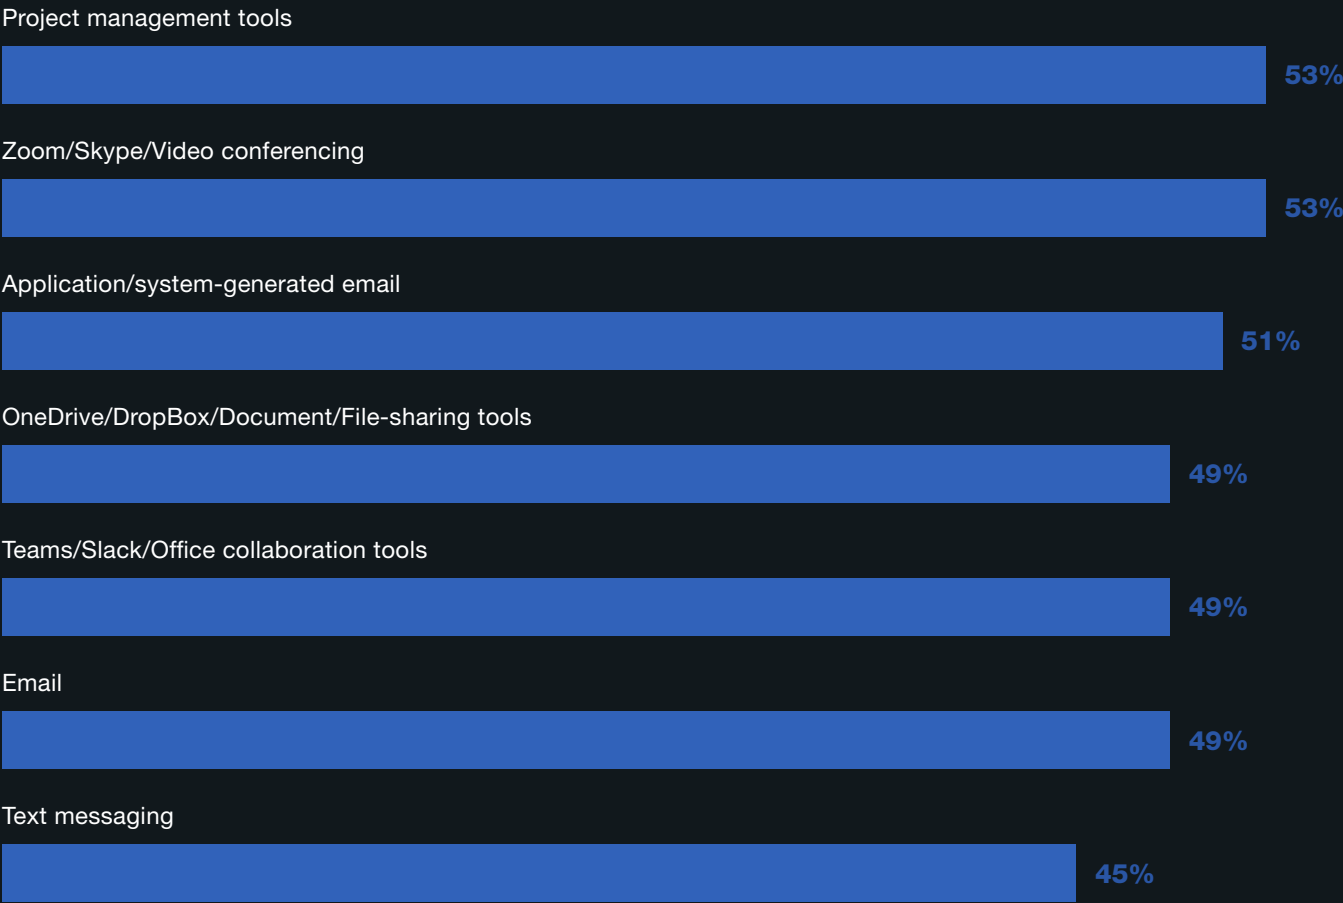 Project management tools
53%
Zoom/Skype/Video conferencing
53%
Application/system-generated email
51%
OneDrive/DropBox/Document/File-sharing tools
49%
Teams/Slack/Office collaboration tools
49%
Email
49%
Text messaging
45%